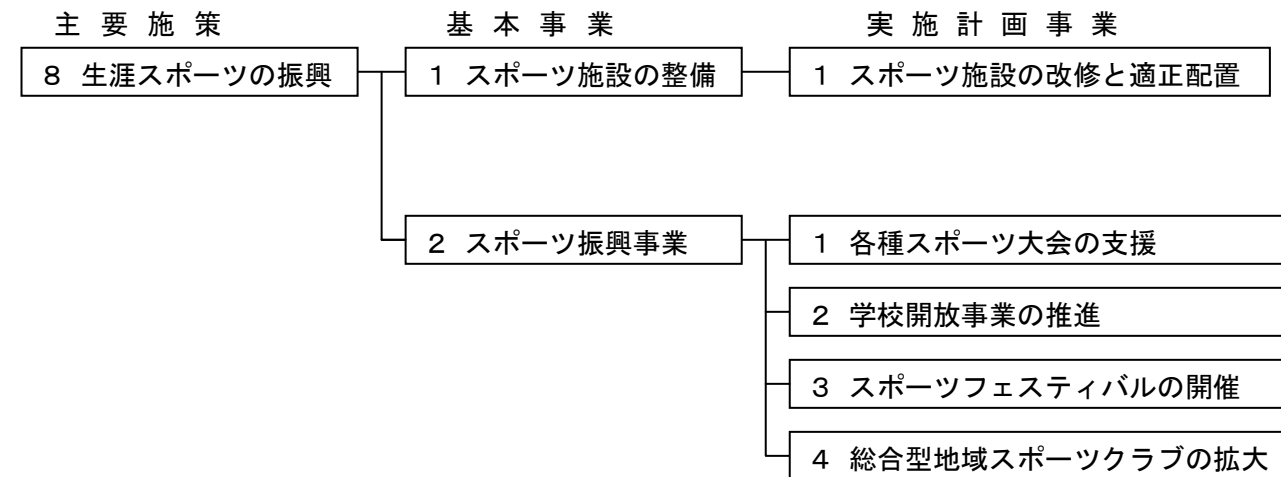 主要施策 基本事業 実施計画事業
８ 生涯スポーツの振興 １ スポーツ施設の整備 １ スポーツ施設の改修と適正配置
２ スポーツ振興事業 １ 各種スポーツ大会の支援
２ 学校開放事業の推進
３ スポーツフェスティバルの開催
４ 総合型地域スポーツクラブの拡大